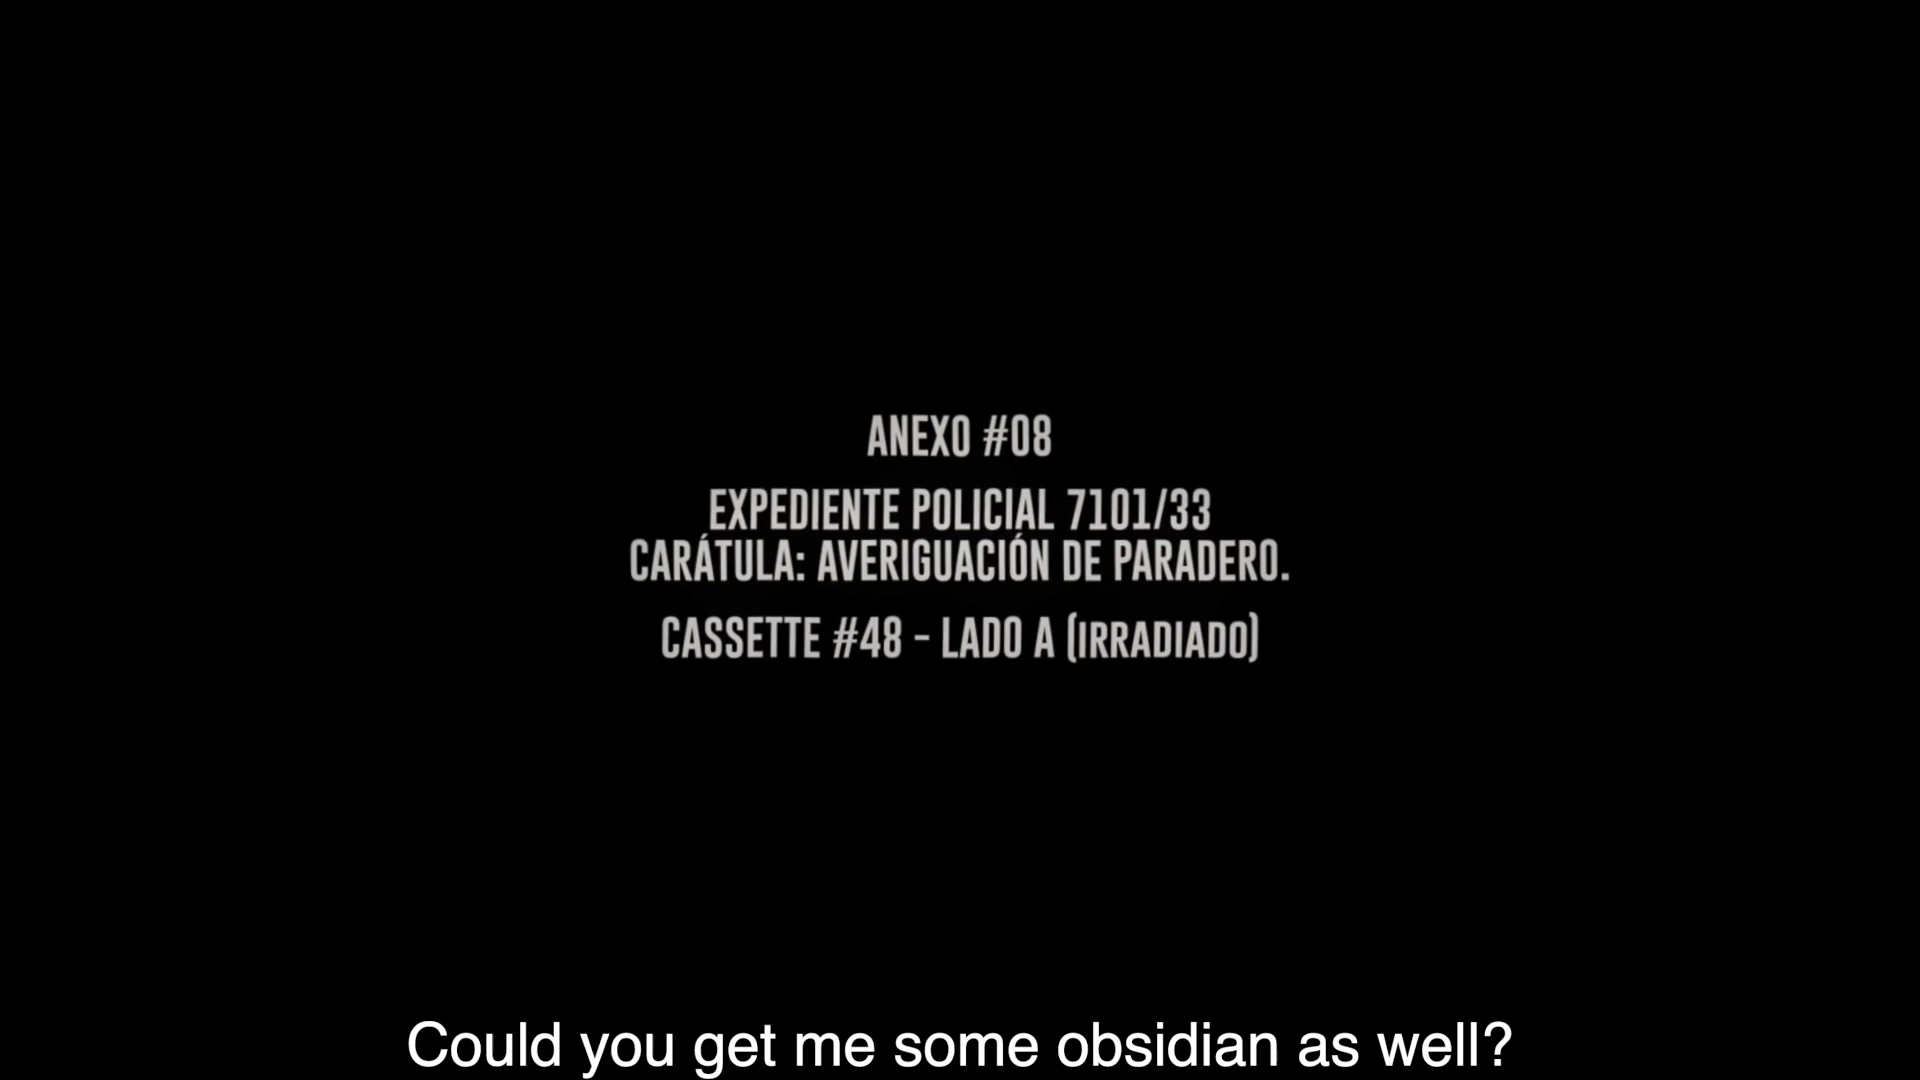 ANEXO #08
EXPEDIENTE POLICIAL 7101/33
CARÁTULA: AVERIGUACIÓN DE PARADERO.
CASSETTE #48 - LADO A (IRRADIADO)
Could you get me some obsidian as well?